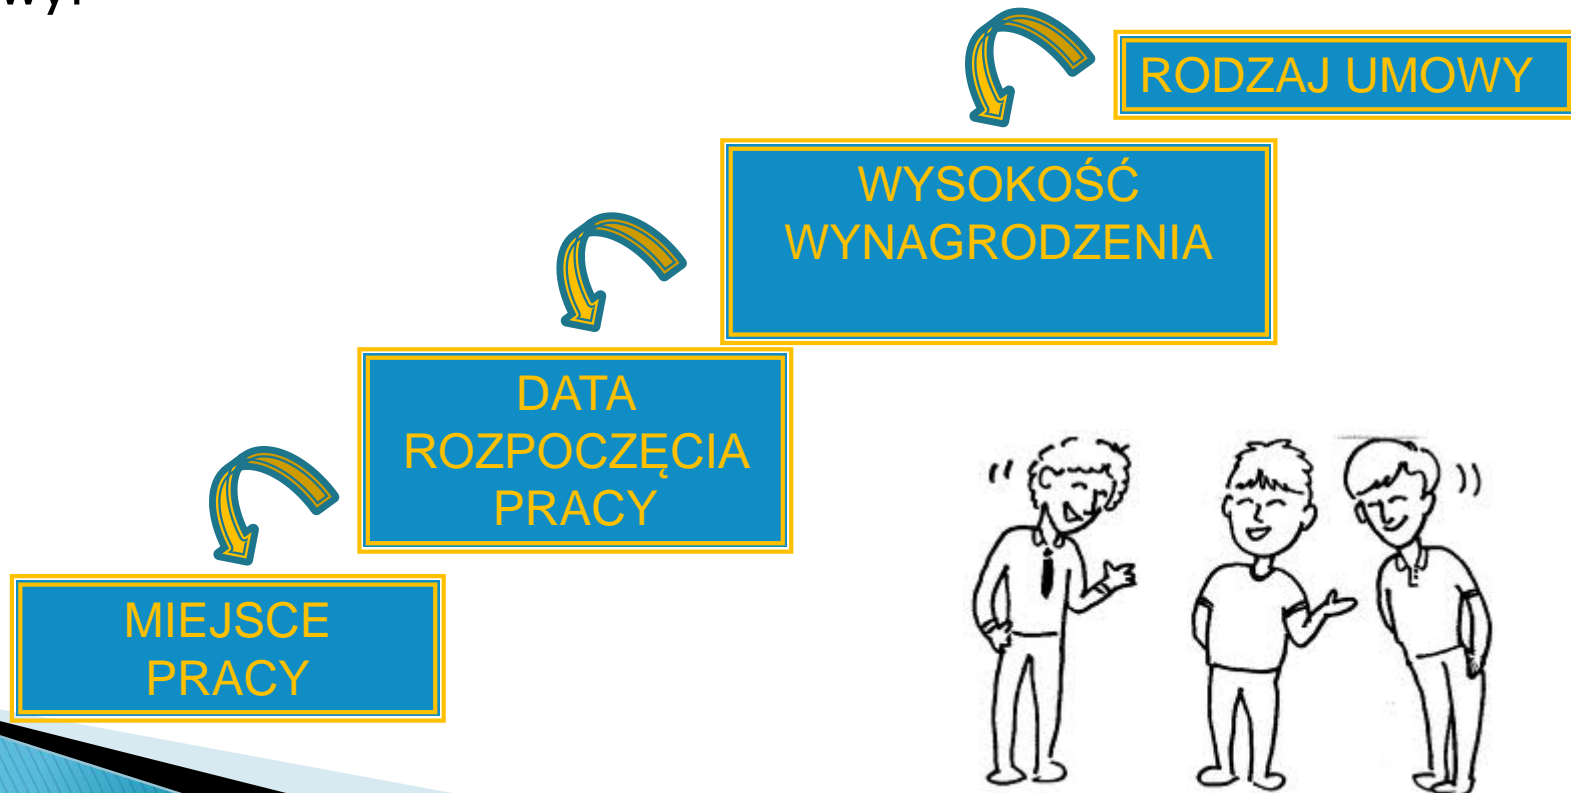 RODZAJ UMOWY
WYSOKOŚĆ
WYNAGRODZENIA
DATA
ROZPOCZĘCIA
PRACY
MIEJSCE
PRACY